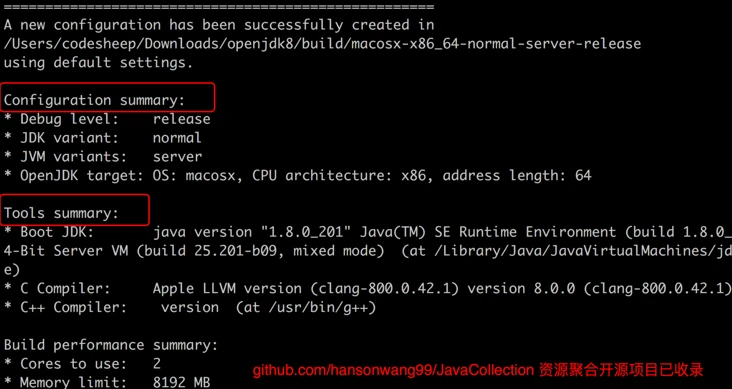 ========================================================
A new configuration has been successfully created in
/Users/codesheep/Downloads/openjdk8/build/macosx-x86_64-normal-server-release
using default settings.
Configuration summary:
* Debug level:    release
* JDK variant:    normal
* JVM variants:   server
* OpenJDK target: OS: macosx, CPU architecture: x86, address length: 64
Tools summary:
* Boot JDK:       java version "1.8.0_201" Java(TM) SE Runtime Environment (build 1.8.0_
4-Bit Server VM (build 25.201-b09, mixed mode)  (at /Library/Java/JavaVirtualMachines/jd
e)
* C Compiler:     Apple LLVM version (clang-800.0.42.1) version 8.0.0 (clang-800.0.42.1)
* C++ Compiler:    version  (at /usr/bin/g++)
Build performance summary:
* Cores to use:   2
github.com/hansonwang99/JavaCollection 资源聚合开源项目已收录
* Memory limit:   8192 MB